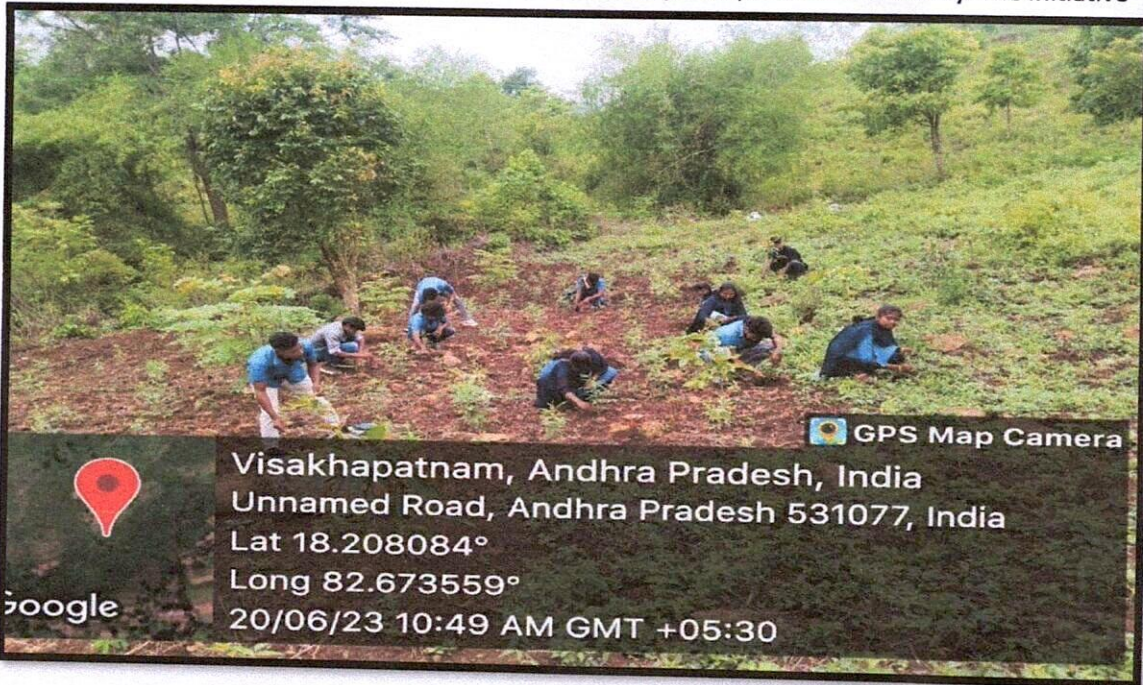 GPS Map Camera
Visakhapatnam, Andhra Pradesh, India
Unnamed Road, Andhra Pradesh 531077, India
Lat 18.208084°
Long 82.673559°
Google
20/06/23 10:49 AM GMT +05:30